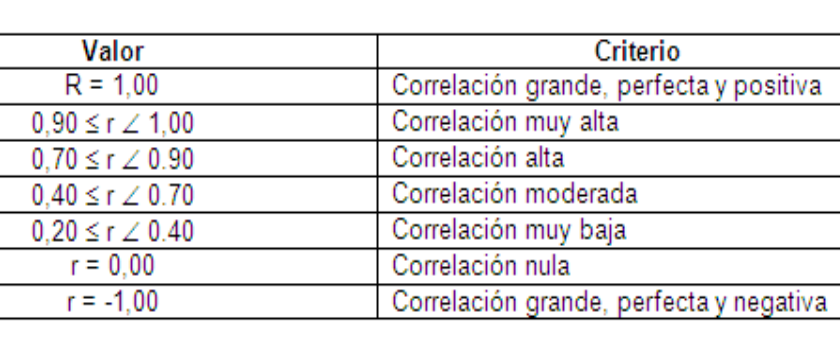 Valor Criterio
R = 1,00 Correlación grande, perfecta y positiva
0,90 ≤ r ∠ 1,00 Correlación muy alta
0,70 ≤ r ∠ 0.90 Correlación alta
0,40 ≤ r ∠ 0.70 Correlación moderada
0,20 ≤ r ∠ 0.40 Correlación muy baja
r = 0,00 Correlación nula
r = -1,00 Correlación grande, perfecta y negativa